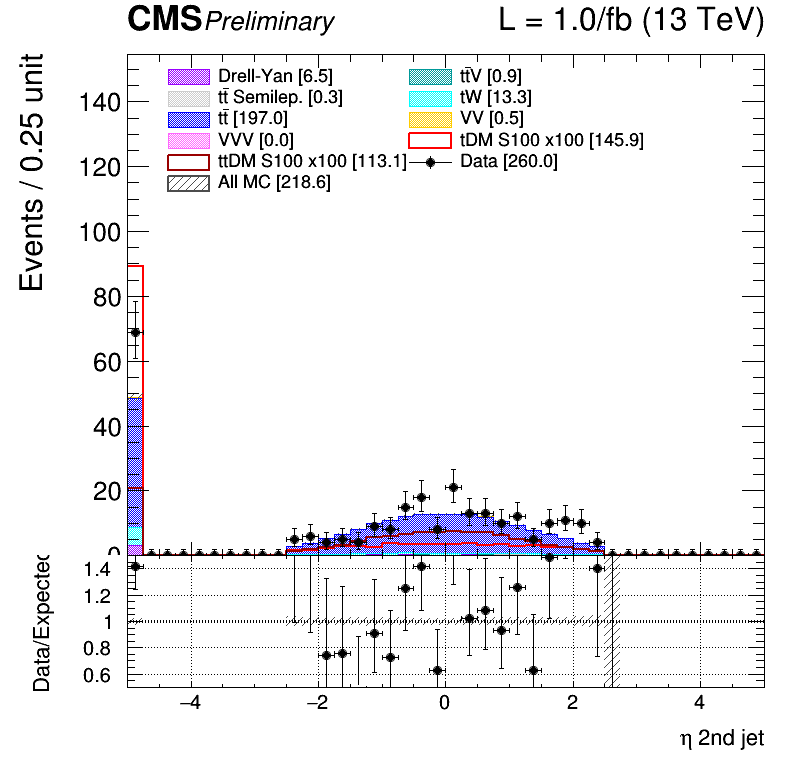 CMS Preliminary L = 1.0/fb (13 TeV)
Events / 0.25 unit
Drell-Yan [6.5] tt̄V [0.9]
tt̄ Semilep. [0.3] tW [13.3]
tt̄ [197.0] VV [0.5]
VVV [0.0] tDM S100 x100 [145.9]
ttDM S100 x100 [113.1] Data [260.0]
All MC [218.6]
140
120
100
80
60
40
20
0
Data/Expected
1.4
1.2
1
0.8
0.6
−4 −2 0 2 4
η 2nd jet